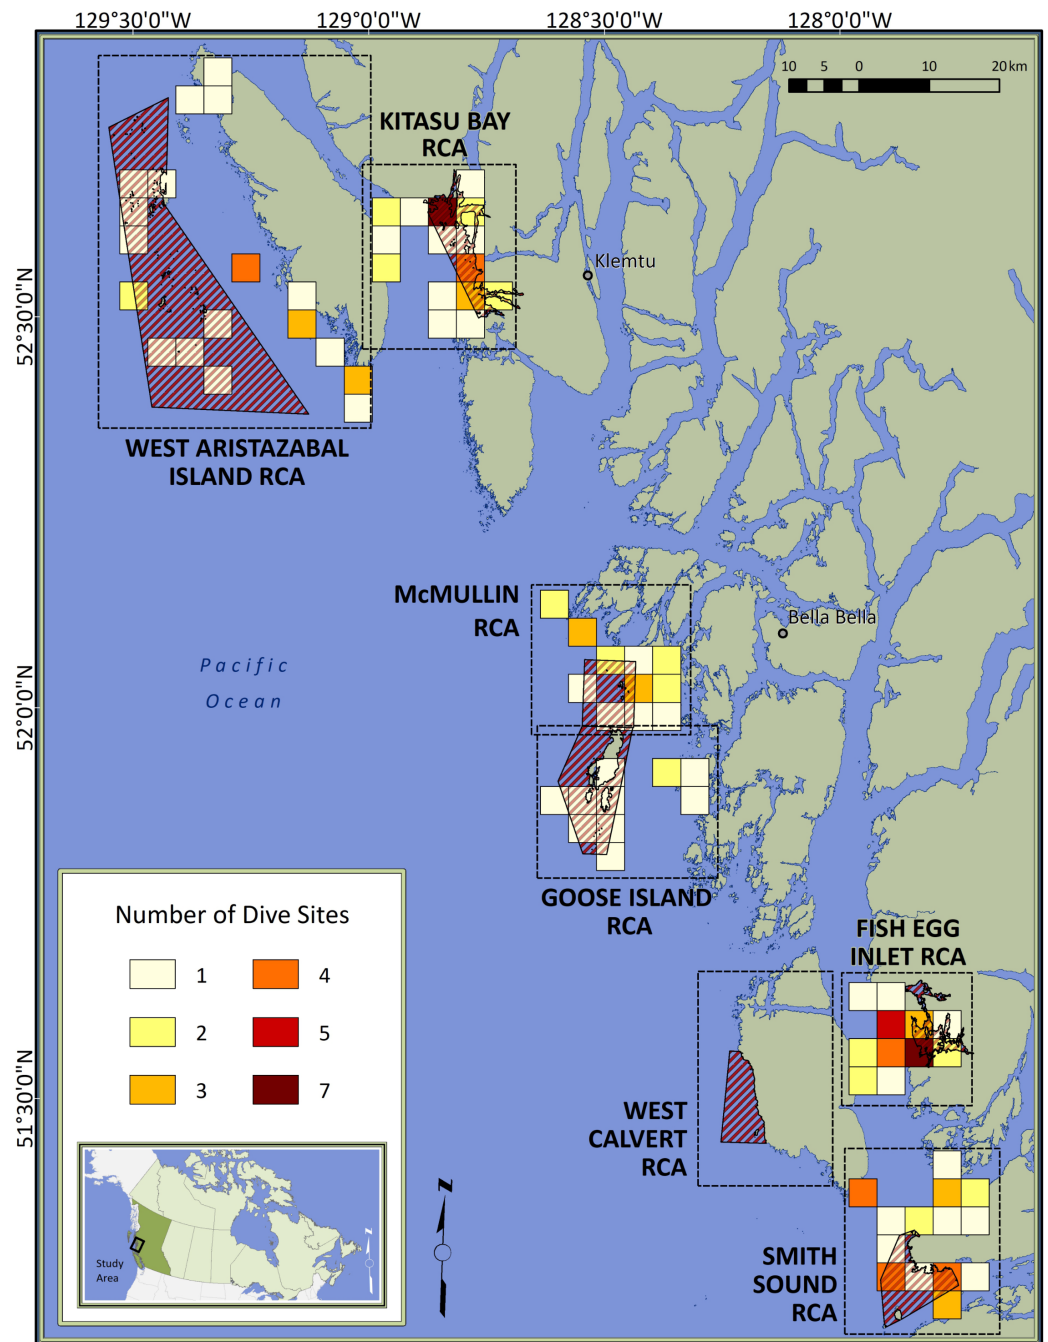 129°30'0"W 129°0'0"W 128°30'0"W 128°0'0"W
10 5 0 10 20 km
KITASU BAY
RCA
Klemtu
52°30'0"N
WEST ARISTAZABAL
ISLAND RCA
McMULLIN
RCA
Bella Bella
Pacific
Ocean
52°0'0"N
GOOSE ISLAND
RCA
FISH EGG
INLET RCA
Number of Dive Sites
1 4
2 5
3 7
51°30'0"N
WEST
CALVERT
RCA
N
N
Study
Area
SMITH
SOUND
RCA